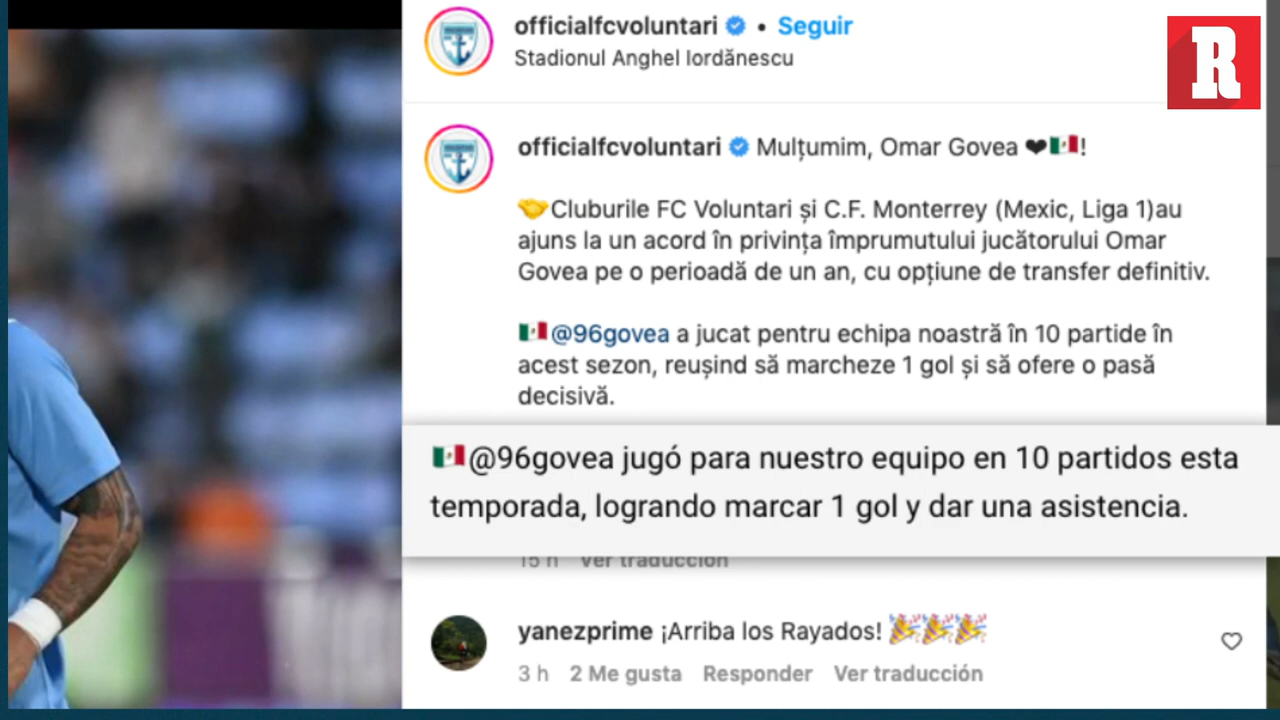 officialfcvoluntari • Seguir
Stadionul Anghel Iordănescu
R
officialfcvoluntari Mulțumim, Omar Govea ❤🇲🇽!
🤝Cluburile FC Voluntari și C.F. Monterrey (Mexic, Liga 1)au
ajuns la un acord în privința împrumutului jucătorului Omar
Govea pe o perioadă de un an, cu opțiune de transfer definitiv.
🇲🇽@96govea a jucat pentru echipa noastră în 10 partide în
acest sezon, reușind să marcheze 1 gol și să ofere o pasă
decisivă.
🇲🇽@96govea jugó para nuestro equipo en 10 partidos esta
temporada, logrando marcar 1 gol y dar una asistencia.
15 h Ver traducción
yanezprime ¡Arriba los Rayados! 🎉🎉🎉
3 h 2 Me gusta Responder Ver traducción